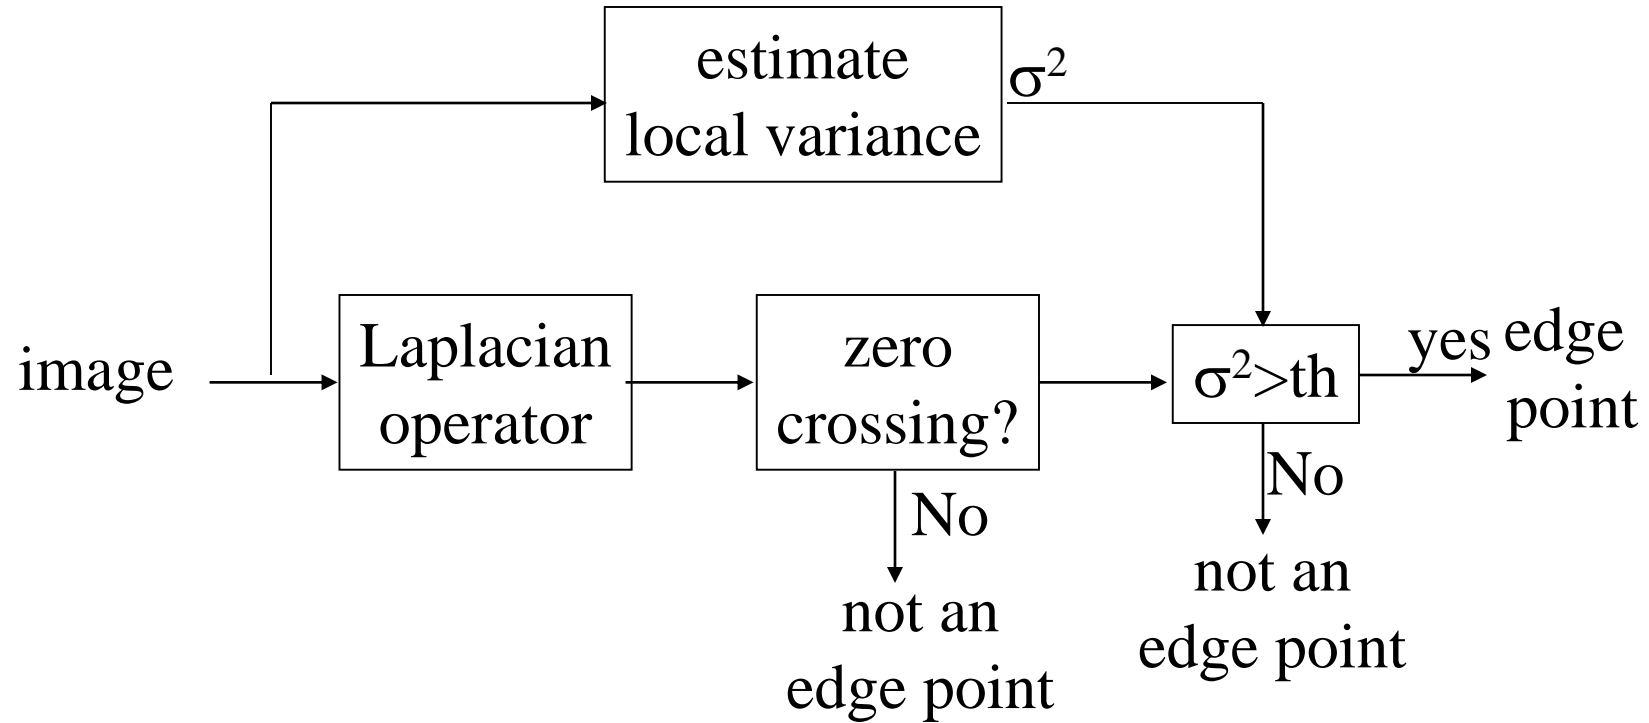 estimate
local variance
σ²
image
Laplacian
operator
zero
crossing?
σ²>th
yes
edge
point
No
not an
edge point
No
not an
edge point